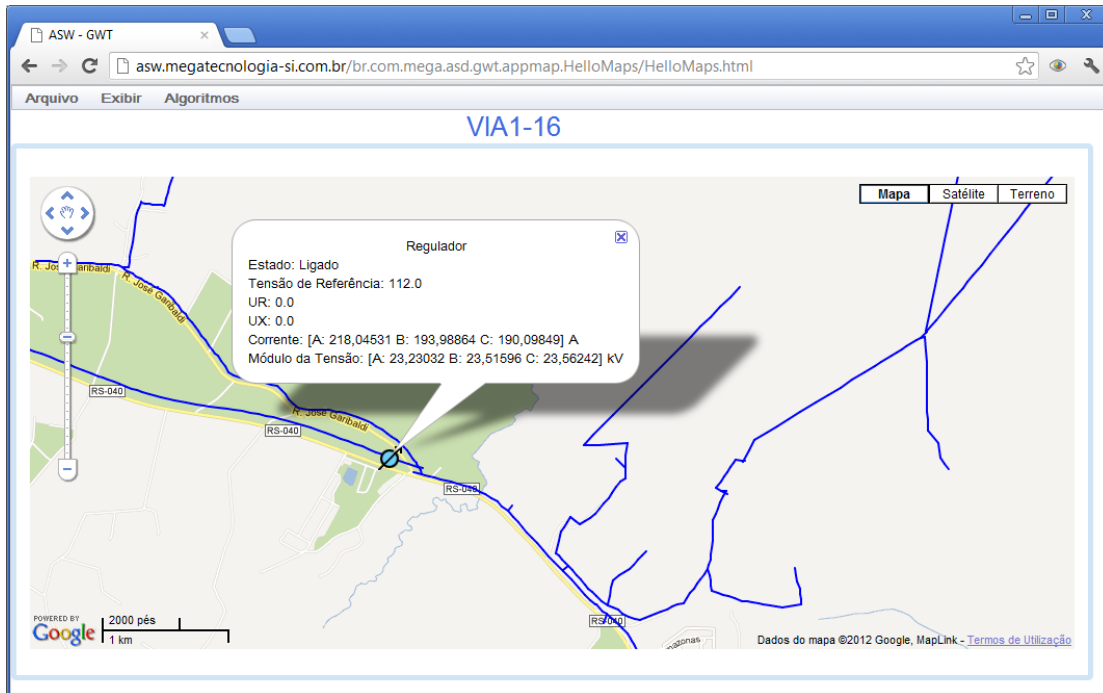 ASW - GWT
asw.megatecnologia-si.com.br/br.com.mega.asd.gwt.appmap.HelloMaps/HelloMaps.html
Arquivo Exibir Algoritmos
VIA1-16
Mapa Satélite Terreno
Regulador
Estado: Ligado
Tensão de Referência: 112.0
UR: 0.0
UX: 0.0
Corrente: [A: 218,04531 B: 193,98864 C: 190,09849] A
Módulo da Tensão: [A: 23,23032 B: 23,51596 C: 23,56242] kV
R. José Garibaldi
R. José Garibaldi
RS-040
R. José Garibaldi
RS-040
RS-040
RS-040
POWERED BY
Google
2000 pés
1 km
amazonas
Dados do mapa ©2012 Google, MapLink - Termos de Utilização